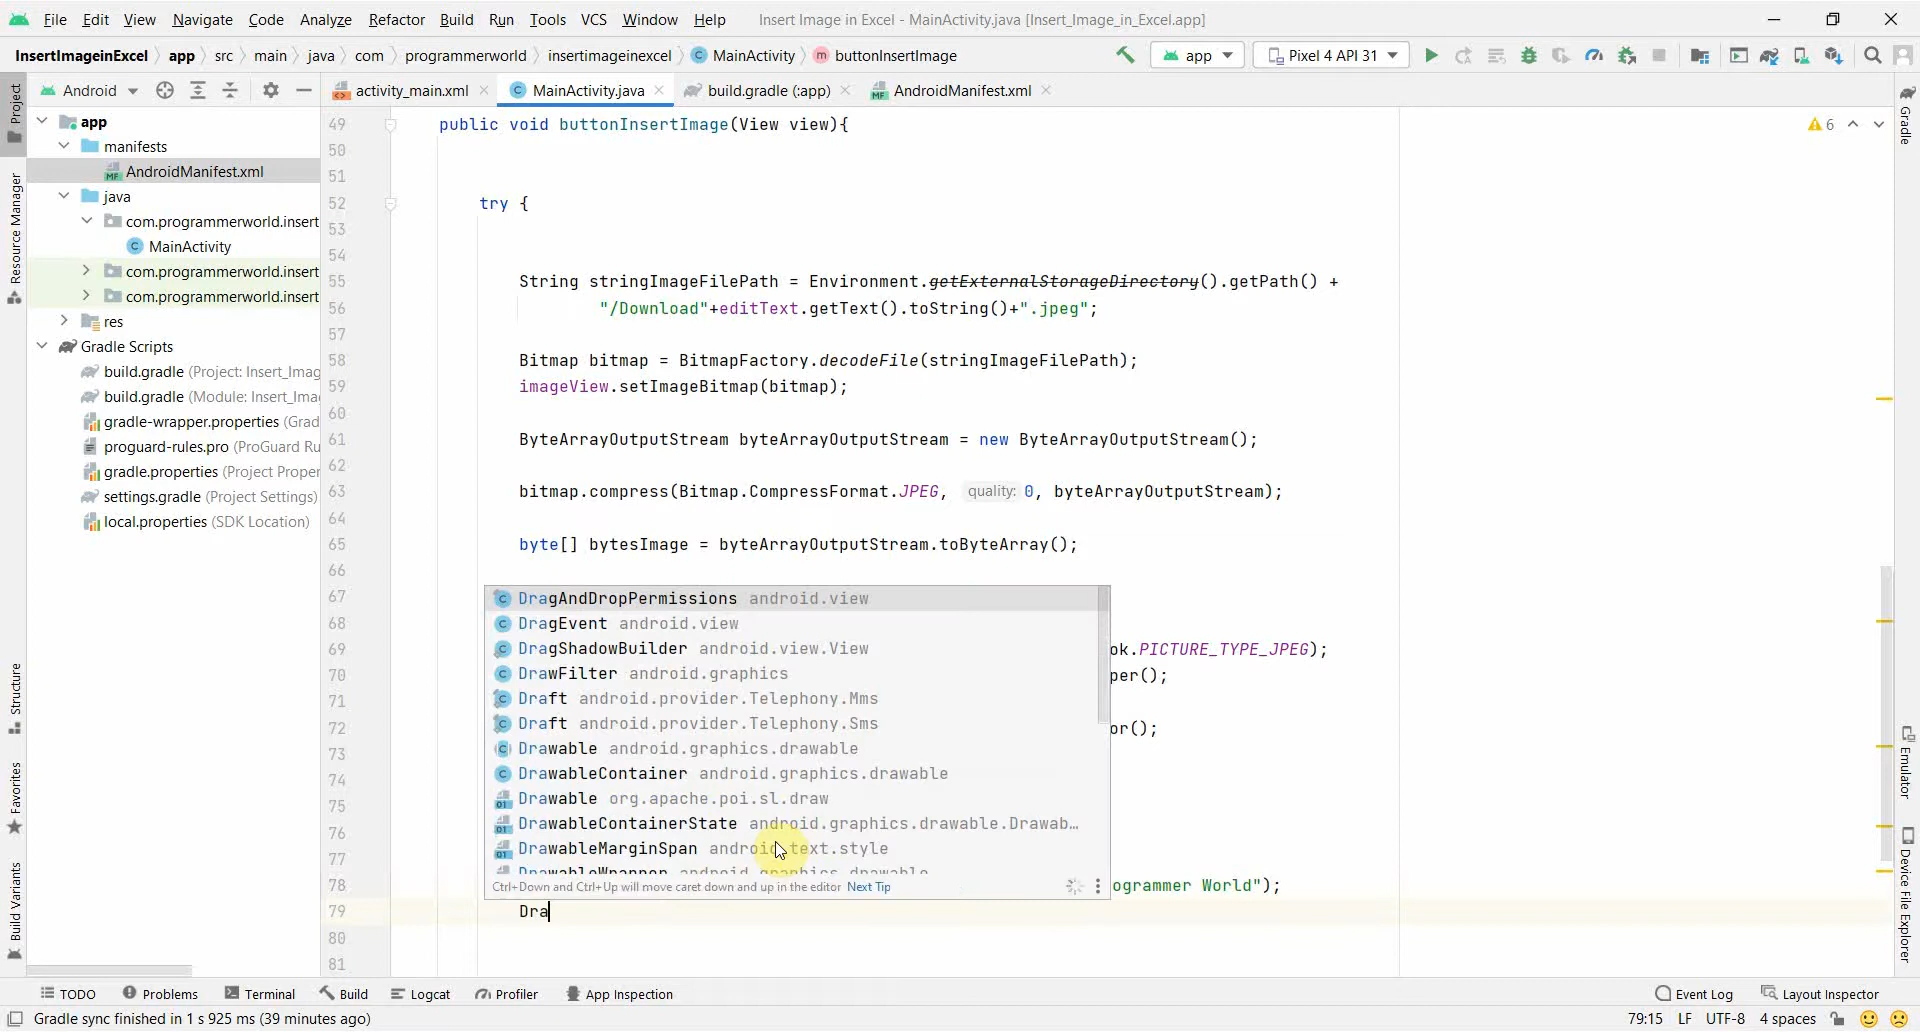 File Edit View Navigate Code Analyze Refactor Build Run Tools VCS Window Help Insert Image in Excel - MainActivity.java [Insert_Image_in_Excel.app]
InsertImageinExcel app src main java com programmerworld insertimageinexcel MainActivity buttonInsertImage app Pixel 4 API 31
Android activity_main.xml MainActivity.java build.gradle (:app) AndroidManifest.xml
Project
Resource Manager
Structure
Favorites
Build Variants
app
manifests
AndroidManifest.xml
java
com.programmerworld.insert
MainActivity
com.programmerworld.insert
com.programmerworld.insert
res
Gradle Scripts
build.gradle (Project: Insert_Imag
build.gradle (Module: Insert_Ima
gradle-wrapper.properties (Grad
proguard-rules.pro (ProGuard Ru
gradle.properties (Project Proper
settings.gradle (Project Settings)
local.properties (SDK Location)
49 public void buttonInsertImage(View view){ 6
50
51
52 try {
53
54
55 String stringImageFilePath = Environment.getExternalStorageDirectory().getPath() +
56 "/Download"+editText.getText().toString()+".jpeg";
57
58 Bitmap bitmap = BitmapFactory.decodeFile(stringImageFilePath);
59 imageView.setImageBitmap(bitmap);
60
61 ByteArrayOutputStream byteArrayOutputStream = new ByteArrayOutputStream();
62
63 bitmap.compress(Bitmap.CompressFormat.JPEG, quality: 0, byteArrayOutputStream);
64
65 byte[] bytesImage = byteArrayOutputStream.toByteArray();
66
67
68
69 ok.PICTURE_TYPE_JPEG);
70 per();
71
72 or();
73
74
75
76
77
78 ogrammer World");
79 Dra
80
81
DragAndDropPermissions android.view
DragEvent android.view
DragShadowBuilder android.view.View
DrawFilter android.graphics
Draft android.provider.Telephony.Mms
Draft android.provider.Telephony.Sms
Drawable android.graphics.drawable
DrawableContainer android.graphics.drawable
Drawable org.apache.poi.sl.draw
DrawableContainerState android.graphics.drawable.Drawab…
DrawableMarginSpan android.text.style
DrawableWrapper android.graphics.drawable
Ctrl+Down and Ctrl+Up will move caret down and up in the editor Next Tip
Gradle
Emulator
Device File Explorer
TODO Problems Terminal Build Logcat Profiler App Inspection Event Log Layout Inspector
Gradle sync finished in 1 s 925 ms (39 minutes ago) 79:15 LF UTF-8 4 spaces